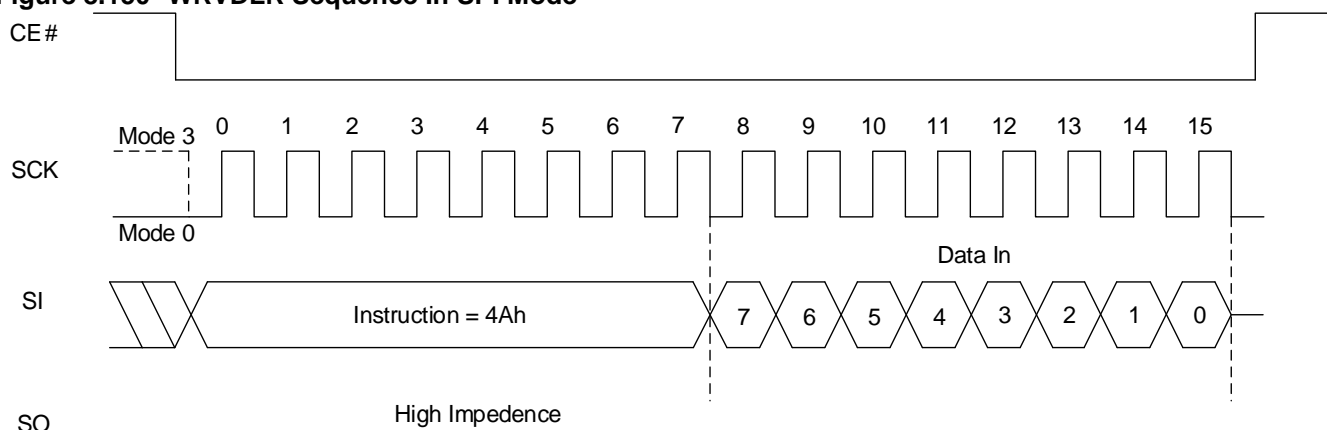 Figure WRVDLR Sequence In SPI Mode
CE#
Mode 3 0 1 2 3 4 5 6 7 8 9 10 11 12 13 14 15
SCK
Mode 0
Data In
SI Instruction = 4Ah 7 6 5 4 3 2 1 0
High Impedence
SO